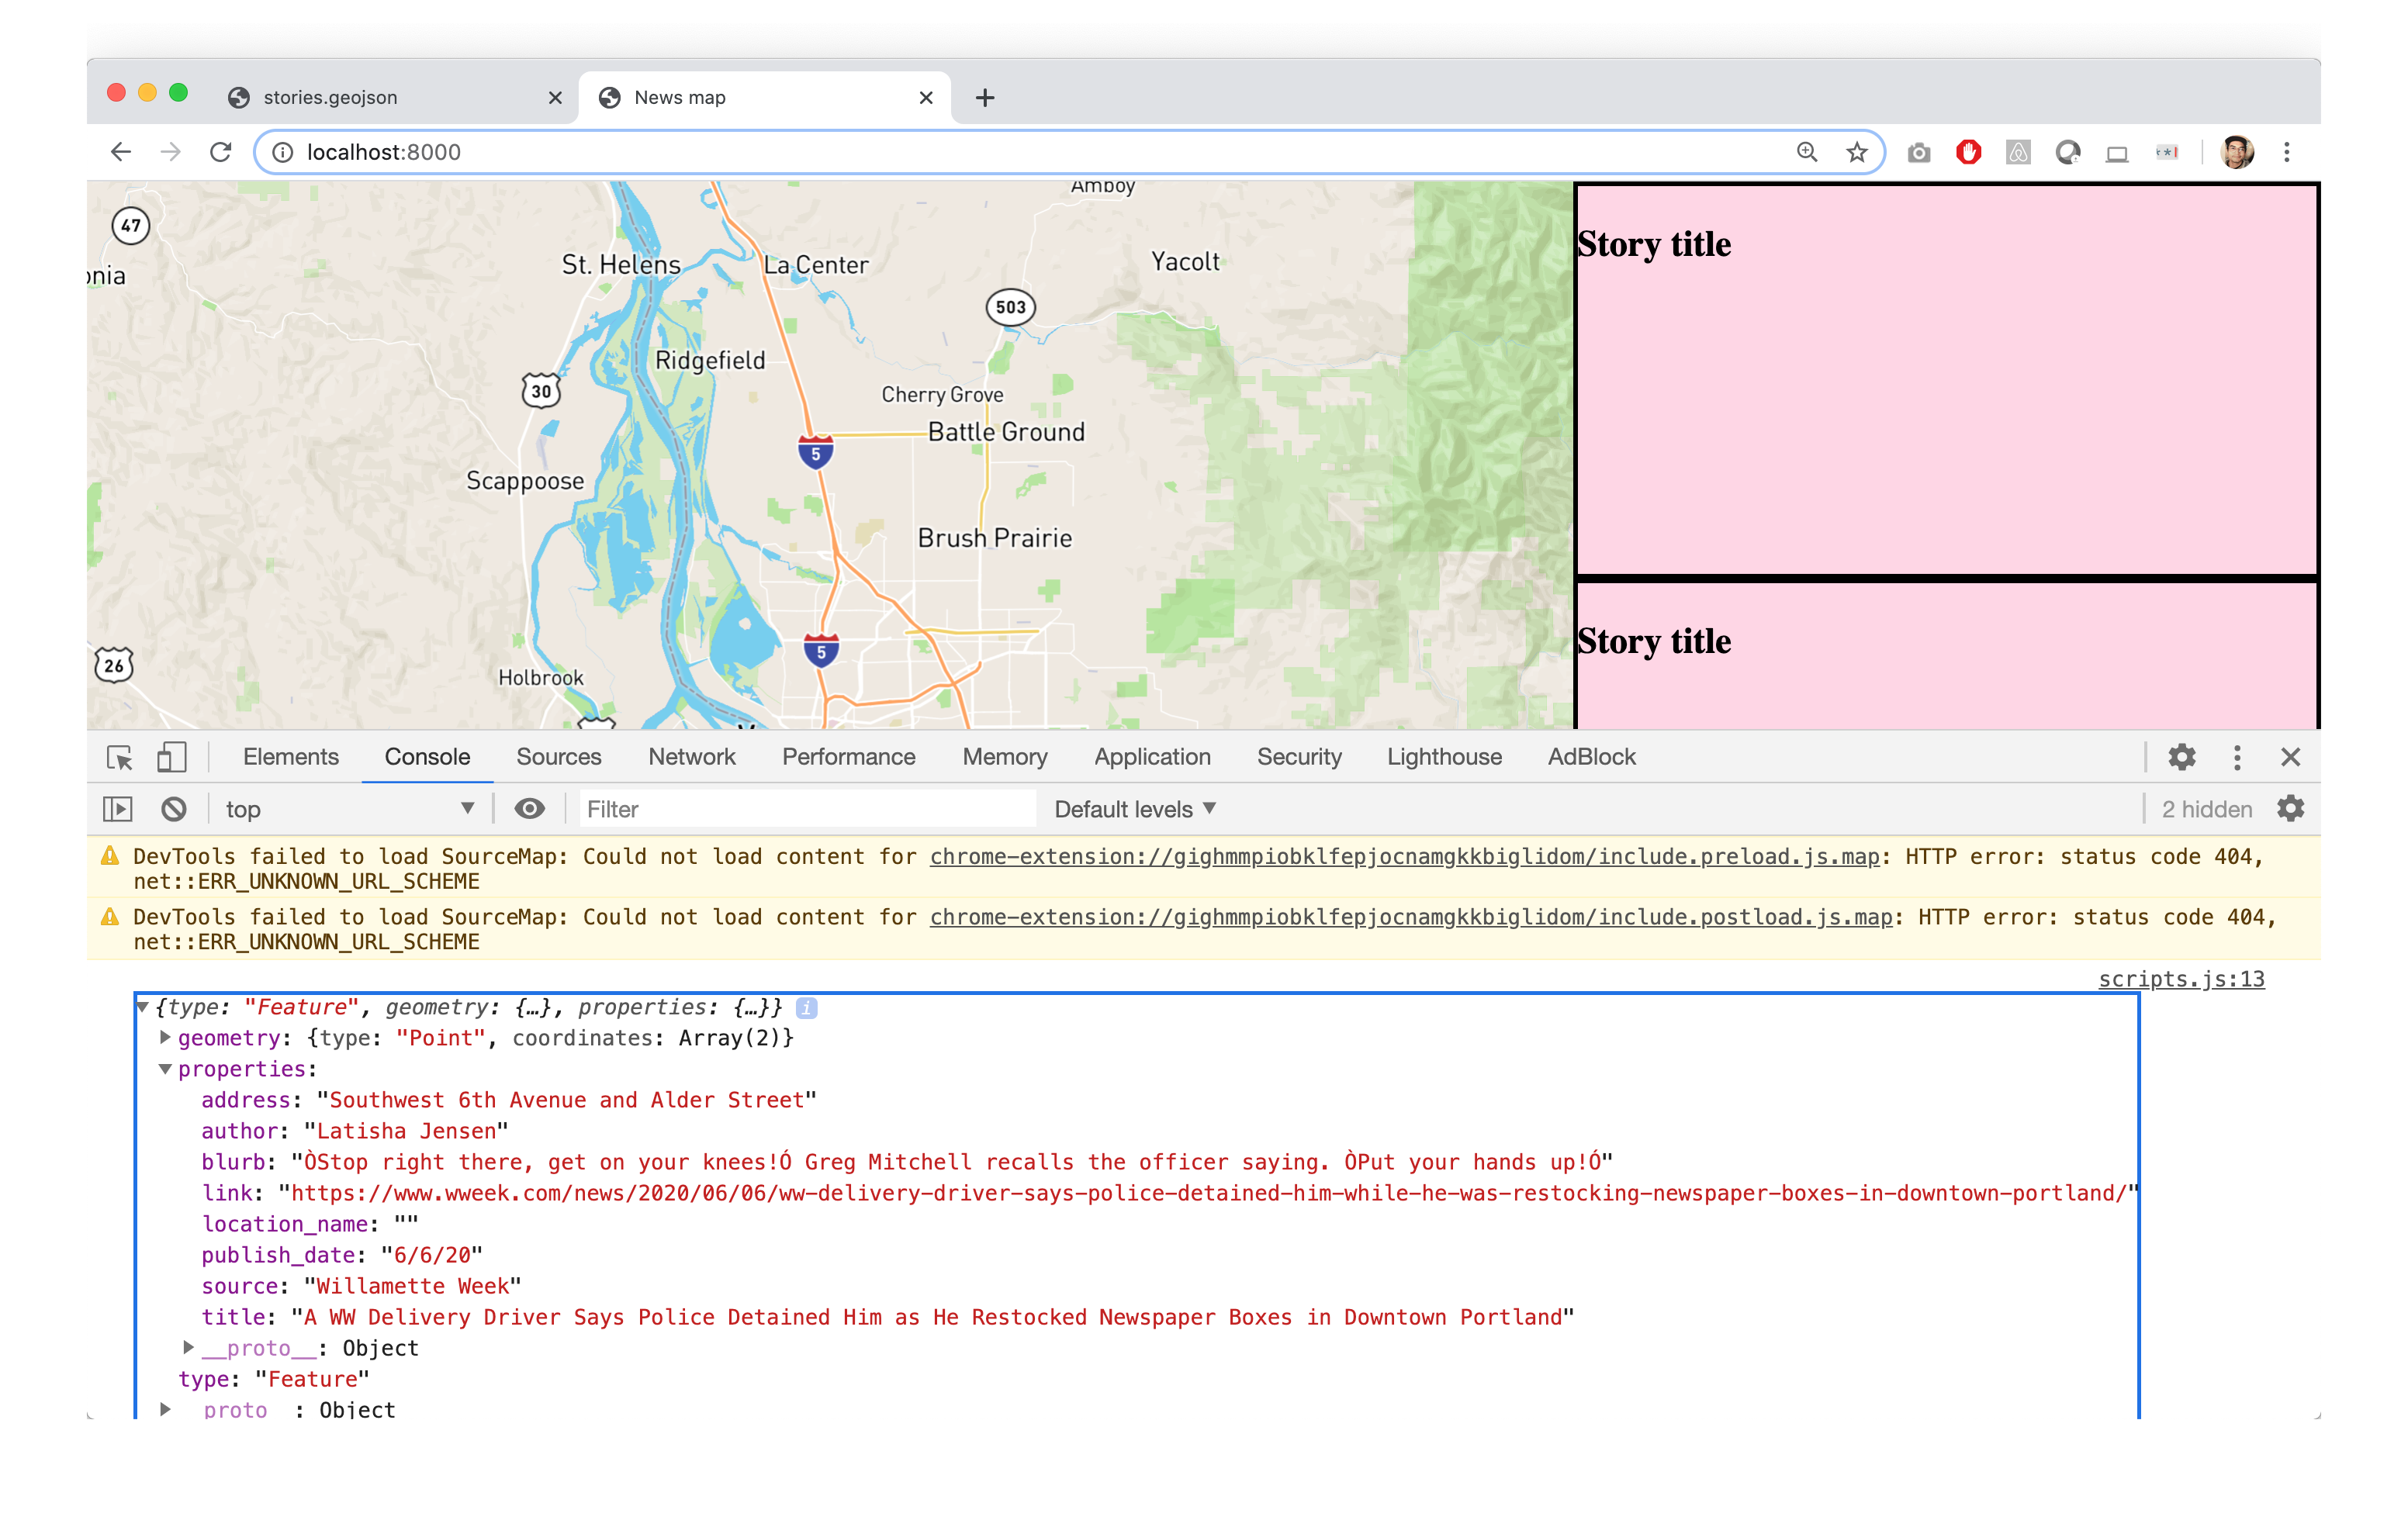 stories.geojson
News map
localhost:8000
Amboy
47
onia
St. Helens
La Center
Yacolt
Story title
503
Ridgefield
30
Cherry Grove
Battle Ground
5
Scappoose
Brush Prairie
Story title
5
26
Holbrook
Elements Console Sources Network Performance Memory Application Security Lighthouse AdBlock
top Filter Default levels 2 hidden
DevTools failed to load SourceMap: Could not load content for chrome-extension://gighmmpiobklfepjocnamgkkbiglidom/include.preload.js.map: HTTP error: status code 404,
net::ERR_UNKNOWN_URL_SCHEME
DevTools failed to load SourceMap: Could not load content for chrome-extension://gighmmpiobklfepjocnamgkkbiglidom/include.postload.js.map: HTTP error: status code 404,
net::ERR_UNKNOWN_URL_SCHEME
scripts.js:13
{type: "Feature", geometry: {…}, properties: {…}} i
geometry: {type: "Point", coordinates: Array(2)}
properties:
address: "Southwest 6th Avenue and Alder Street"
author: "Latisha Jensen"
blurb: "ÒStop right there, get on your knees!Ó Greg Mitchell recalls the officer saying. ÒPut your hands up!Ó"
link: "https://www.wweek.com/news/2020/06/06/ww-delivery-driver-says-police-detained-him-while-he-was-restocking-newspaper-boxes-in-downtown-portland/"
location_name: ""
publish_date: "6/6/20"
source: "Willamette Week"
title: "A WW Delivery Driver Says Police Detained Him as He Restocked Newspaper Boxes in Downtown Portland"
__proto__: Object
type: "Feature"
__proto__: Object